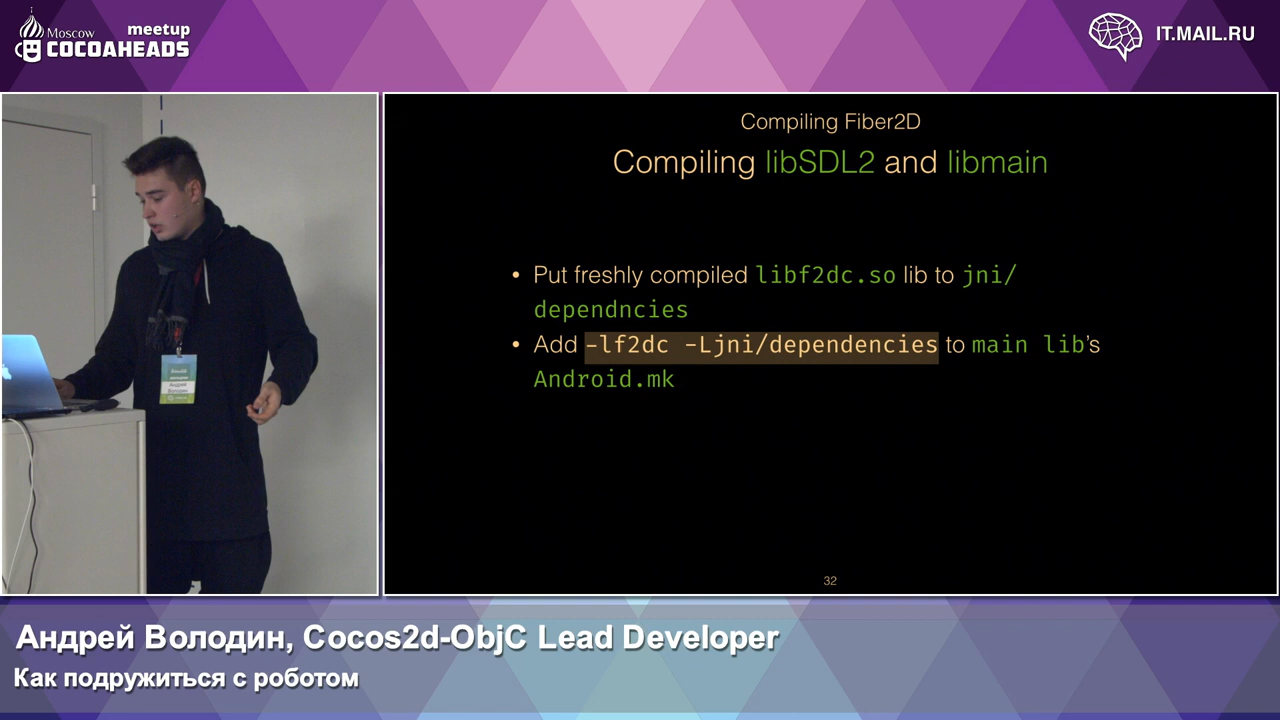 Moscow meetup
COCOAHEADS
IT.MAIL.RU
Compiling Fiber2D
Compiling libSDL2 and libmain
• Put freshly compiled libf2dc.so lib to jni/
dependncies
• Add -lf2dc -Ljni/dependencies to main lib's
Android.mk
32
Андрей
Володин
Андрей Володин, Cocos2d-ObjC Lead Developer
Как подружиться с роботом